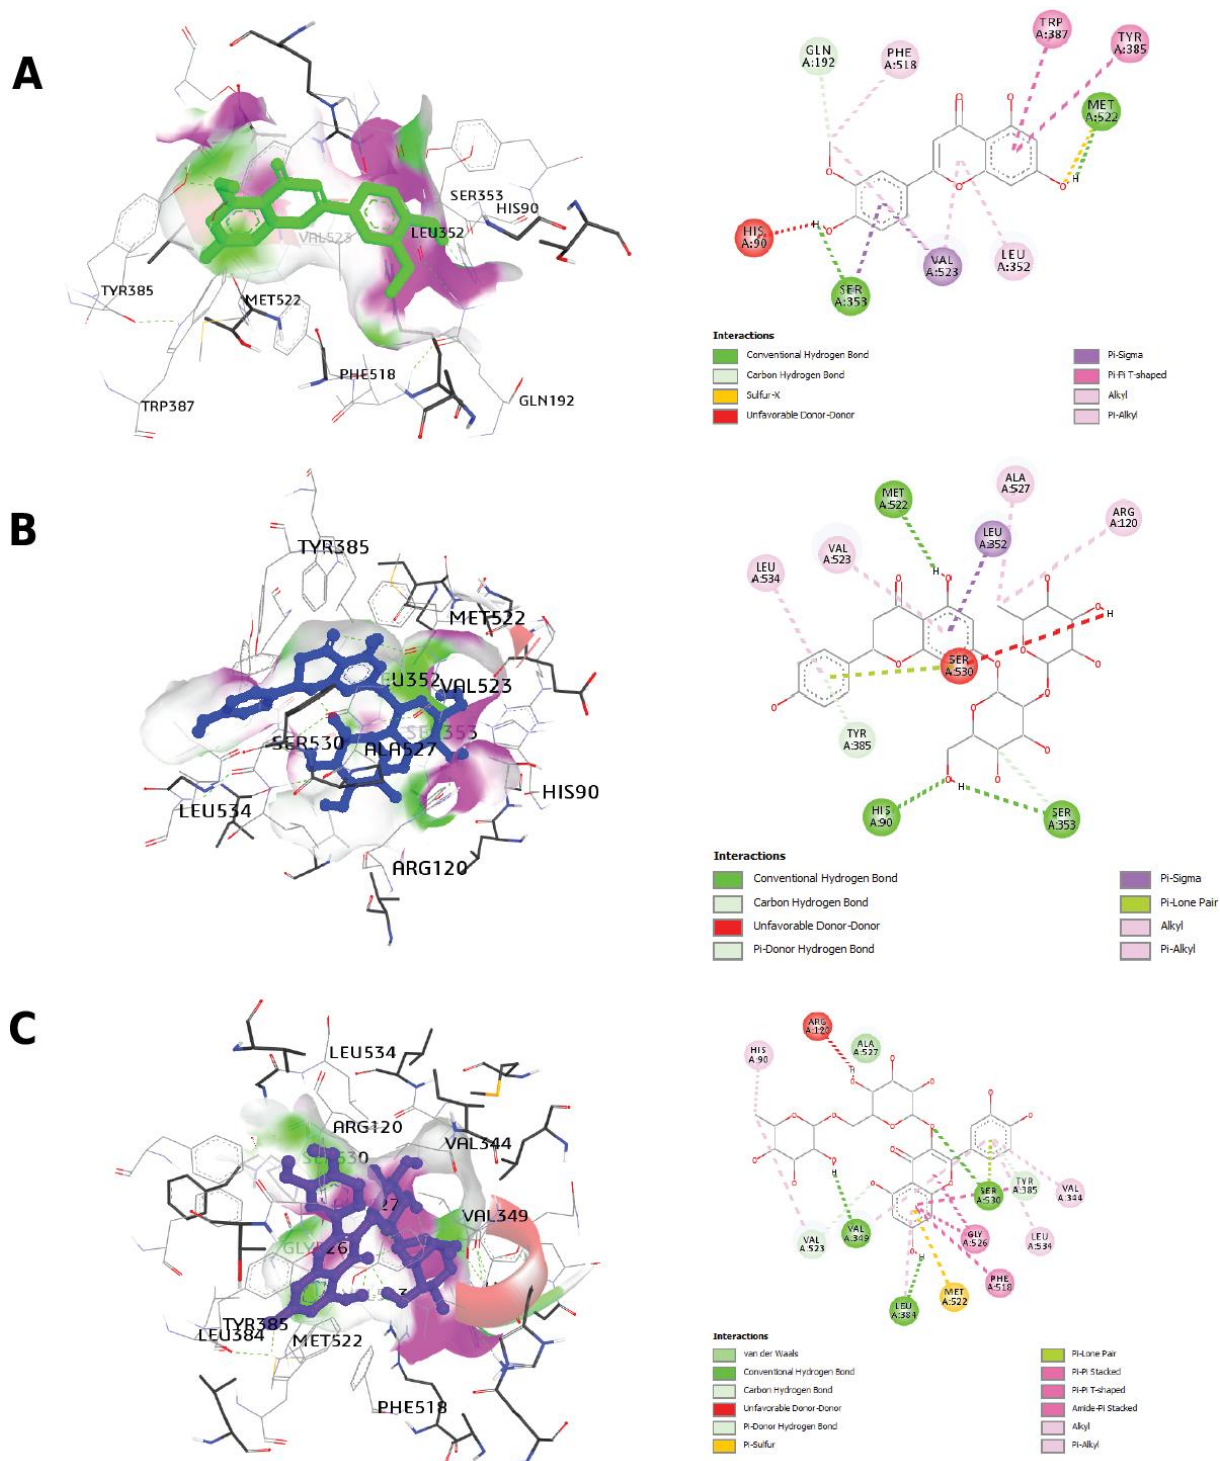 A
SER353
HIS90
LEU352
VAL523
TYR385
MET522
PHE518
TRP387
GLN192
TRP
A:387
TYR
A:385
GLN
A:192
PHE
A:518
MET
A:522
O
O
O
H
O
O
HIS
A:90
H
O
VAL
A:523
LEU
A:352
SER
A:353
Interactions
Conventional Hydrogen Bond
Carbon Hydrogen Bond
Sulfur-X
Unfavorable Donor-Donor
Pi-Sigma
Pi-Pi T-shaped
Alkyl
Pi-Alkyl
B
TYR385
MET522
VAL523
SER530
ALA527
LEU534
HIS90
ARG120
MET
A:522
ALA
A:527
LEU
A:352
ARG
A:120
VAL
A:523
LEU
A:534
H
H
SER
A:530
TYR
A:385
H
HIS
A:90
SER
A:353
Interactions
Conventional Hydrogen Bond
Carbon Hydrogen Bond
Unfavorable Donor-Donor
Pi-Donor Hydrogen Bond
Pi-Sigma
Pi-Lone Pair
Alkyl
Pi-Alkyl
C
LEU534
ARG120
VAL344
VAL349
TYR385
LEU384
MET522
PHE518
ARG
A:120
ALA
A:527
HIS
A:90
H
H
SER
A:530
TYR
A:385
VAL
A:344
VAL
A:523
VAL
A:349
GLY
A:526
LEU
A:534
H
PHE
A:518
MET
A:522
LEU
A:384
Interactions
van der Waals
Conventional Hydrogen Bond
Carbon Hydrogen Bond
Unfavorable Donor-Donor
Pi-Donor Hydrogen Bond
Pi-Sulfur
Pi-Lone Pair
Pi-Pi Stacked
Pi-Pi T-shaped
Amide-Pi Stacked
Alkyl
Pi-Alkyl